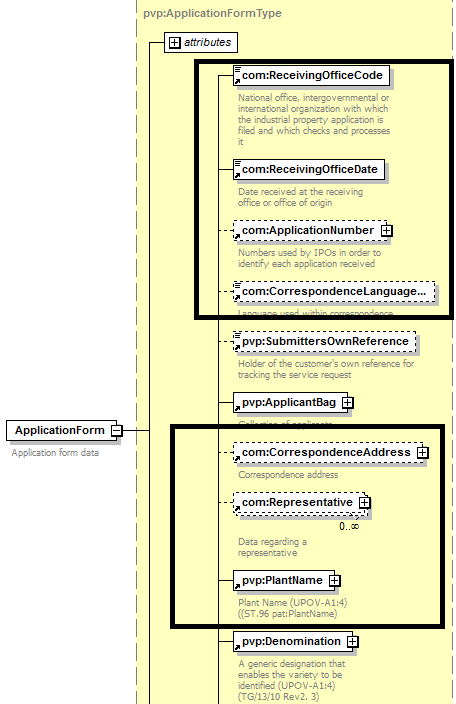 pvp:ApplicationFormType
attributes
com:ReceivingOfficeCode
National office, intergovernmental or
international organization with which
the industrial property application is
filed and which checks and processes
it
com:ReceivingOfficeDate
Date received at the receiving
office or office of origin
com:ApplicationNumber
Numbers used by IPOs in order to
identify each application received
com:CorrespondenceLanguage...
Language used within correspondence
pvp:SubmittersOwnReference
Holder of the customer's own reference for
tracking the service request
pvp:ApplicantBag
Collection of applicants
ApplicationForm
Application form data
com:CorrespondenceAddress
Correspondence address
com:Representative
0..∞
Data regarding a
representative
pvp:PlantName
Plant Name (UPOV-A1:4)
((ST.96 pat:PlantName)
pvp:Denomination
A generic designation that
enables the variety to be
identified (UPOV-A1:4)
(TG/13/10 Rev2. 3)